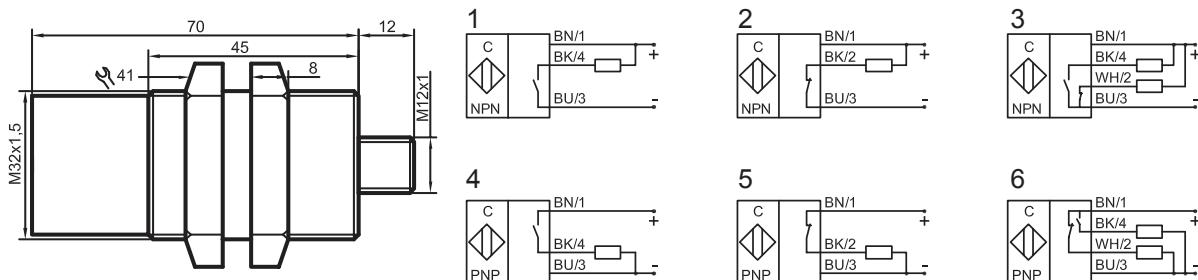 70
12
45
41
8
M32x1,5
M12x1
1
C
NPN
BN/1
BK/4
BU/3
+
-
2
C
NPN
BN/1
BK/2
BU/3
+
-
3
C
NPN
BN/1
BK/4
WH/2
BU/3
+
-
4
C
PNP
BN/1
BK/4
BU/3
+
-
5
C
PNP
BN/1
BK/2
BU/3
+
-
6
C
PNP
BN/1
BK/4
WH/2
BU/3
+
-